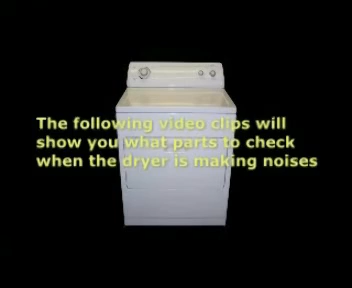 The following video clips will
show you what parts to check
when the dryer is making noises